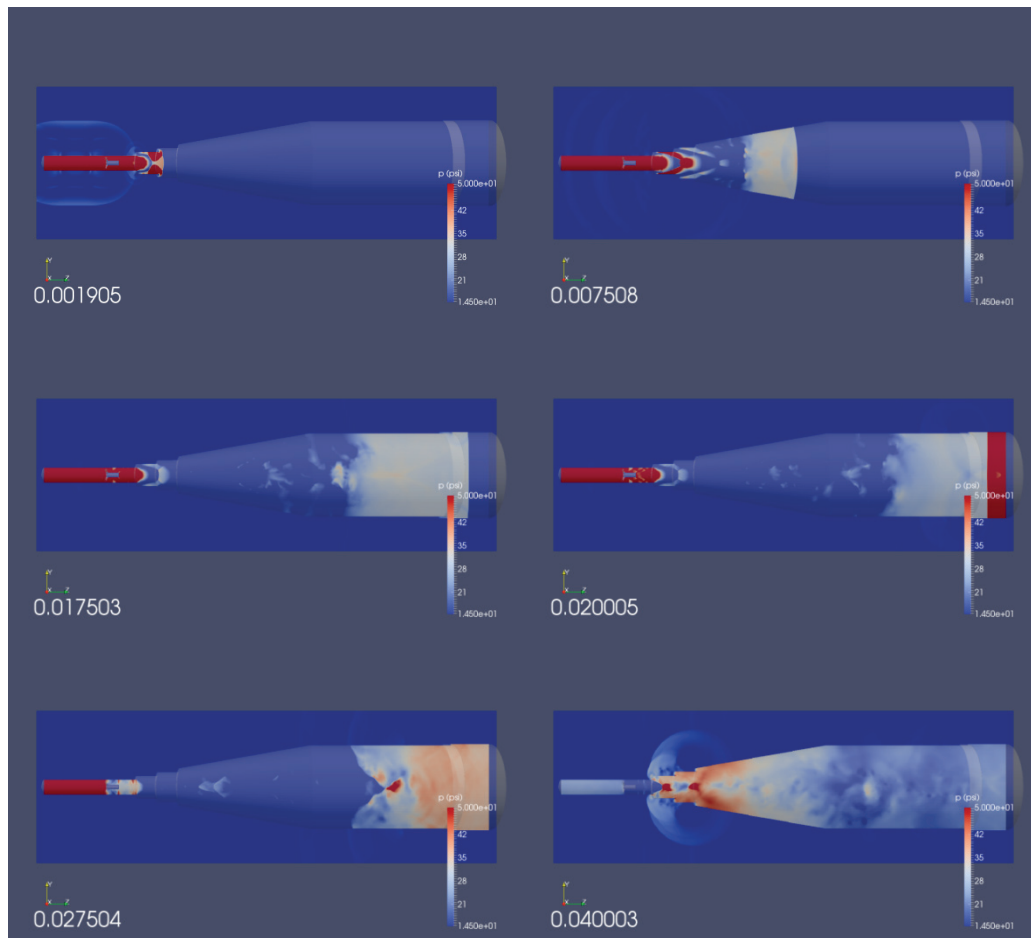 p (psi)
5.000e+01
42
35
28
21
1.450e+01
Y
X Z
0.001905
p (psi)
5.000e+01
42
35
28
21
1.450e+01
Y
X Z
0.007508
p (psi)
5.000e+01
42
35
28
21
1.450e+01
Y
X Z
0.017503
p (psi)
5.000e+01
42
35
28
21
1.450e+01
Y
X Z
0.020005
p (psi)
5.000e+01
42
35
28
21
1.450e+01
Y
X Z
0.027504
p (psi)
5.000e+01
42
35
28
21
1.450e+01
Y
X Z
0.040003